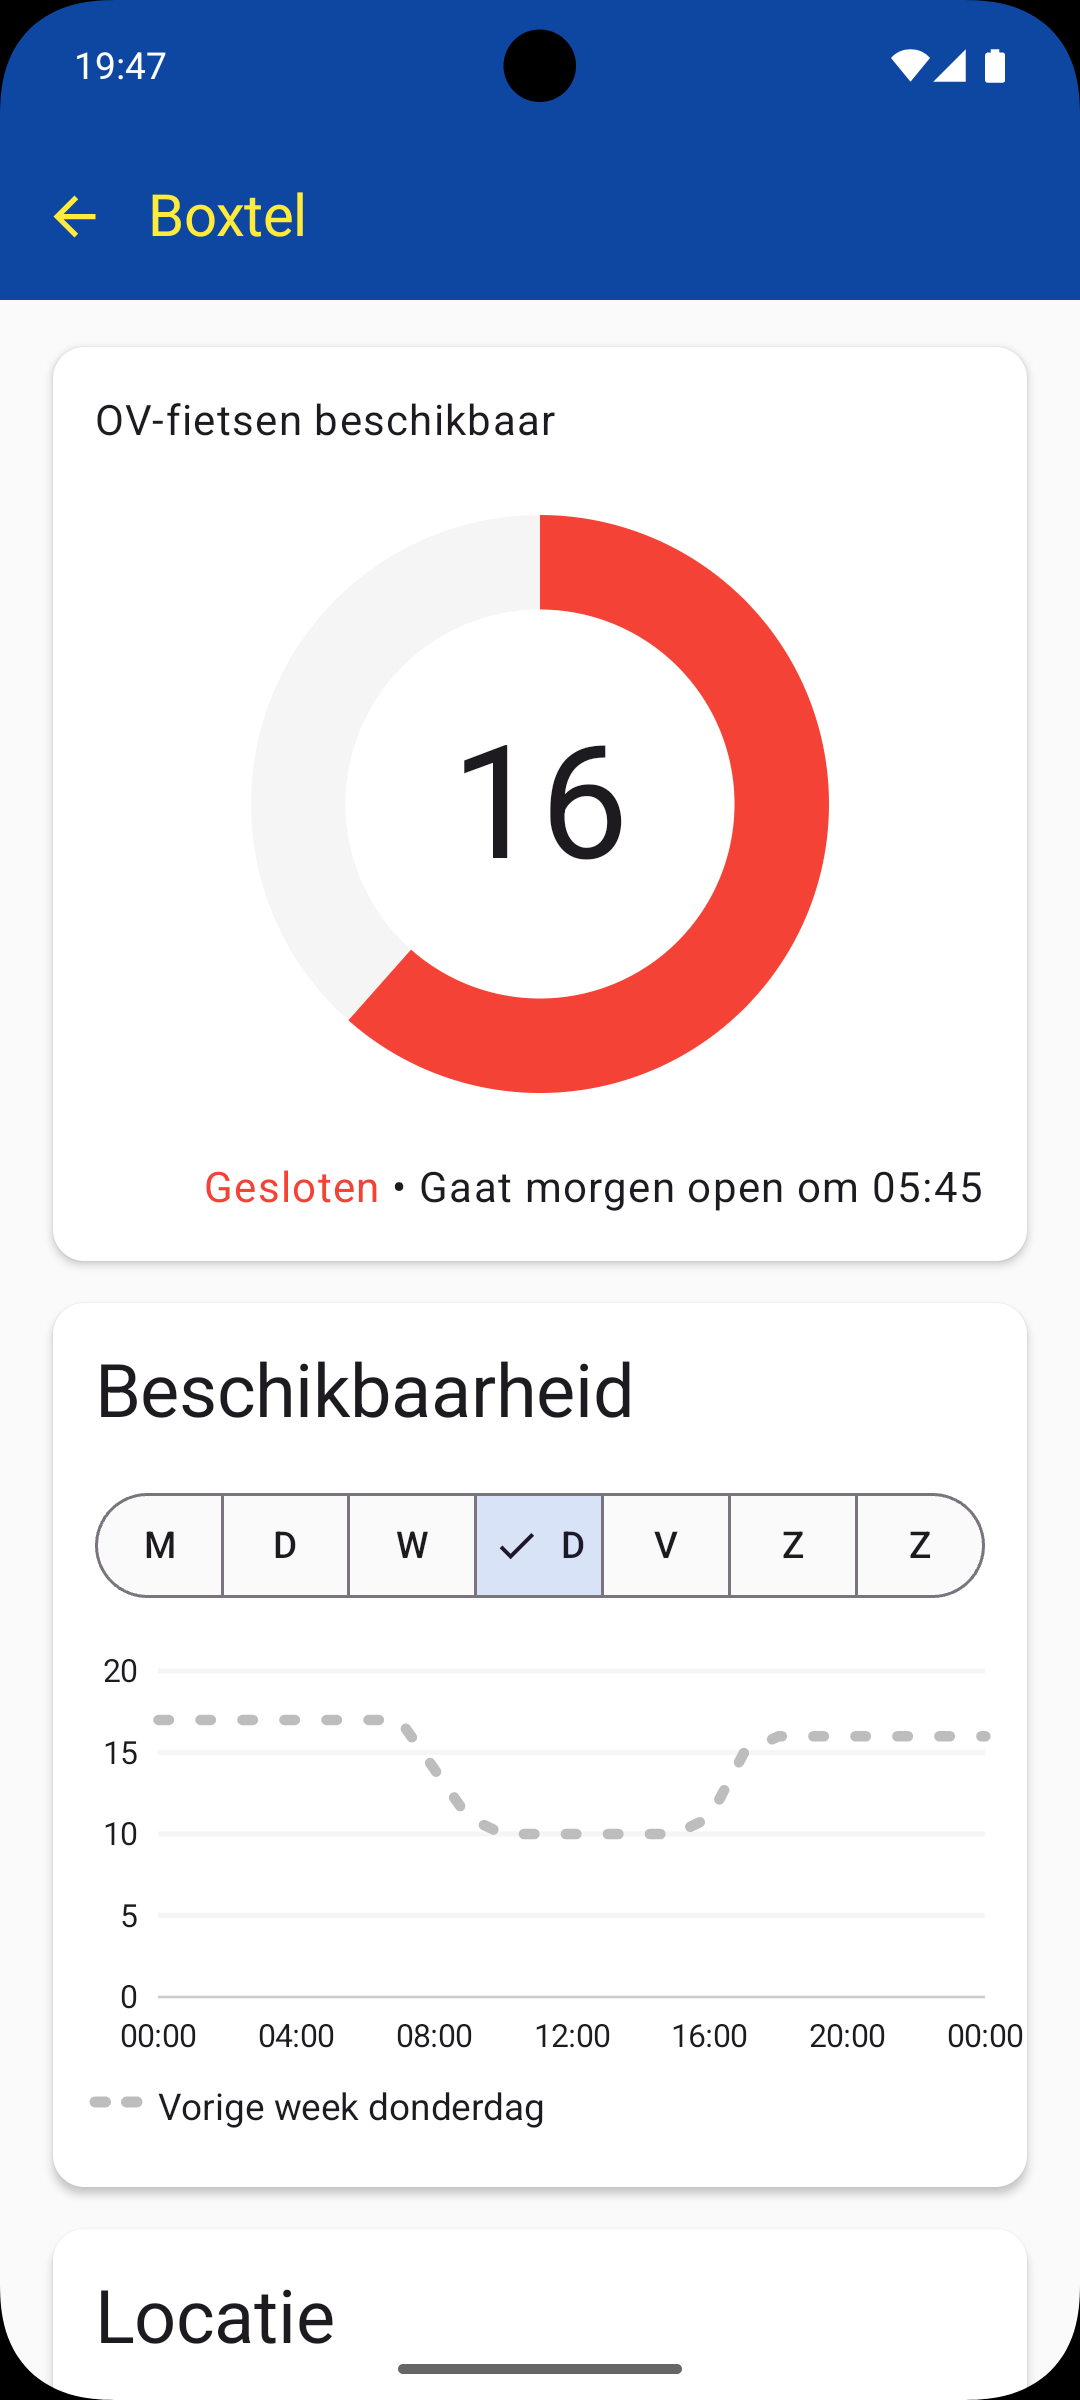 19:47
Boxtel
OV-fietsen beschikbaar
16
Gesloten • Gaat morgen open om 05:45
Beschikbaarheid
M D W D V Z Z
20
15
10
5
0
00:00 04:00 08:00 12:00 16:00 20:00 00:00
Vorige week donderdag
Locatie